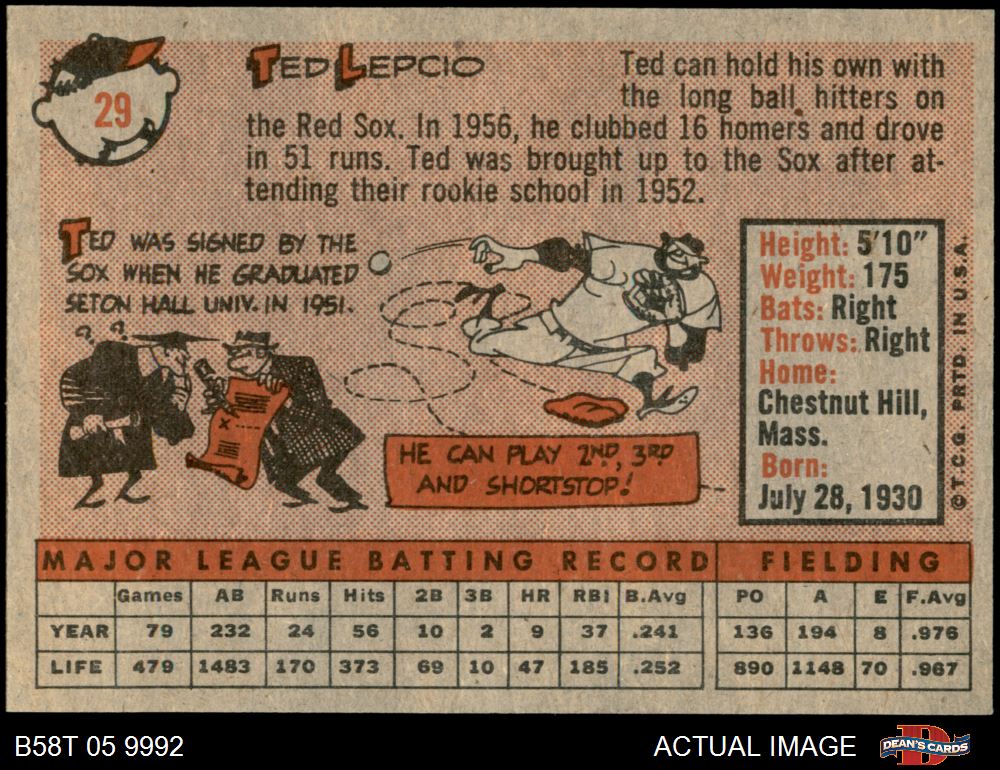 29
TED LEPCIO
Ted can hold his own with
the long ball hitters on
the Red Sox. In 1956, he clubbed 16 homers and drove
in 51 runs. Ted was brought up to the Sox after at-
tending their rookie school in 1952.
TED WAS SIGNED BY THE
SOX WHEN HE GRADUATED
SETON HALL UNIV. IN 1951.
? ?
X
HE CAN PLAY 2ND, 3RD
AND SHORTSTOP!
Height: 5'10"
Weight: 175
Bats: Right
Throws: Right
Home:
Chestnut Hill,
Mass.
Born:
July 28, 1930
© T.C.G. PRTD. IN U.S.A.
MAJOR LEAGUE BATTING RECORD FIELDING
Games AB Runs Hits 2B 3B HR RBI B.Avg PO A E F.Avg
YEAR 79 232 24 56 10 2 9 37 .241 136 194 8 .976
LIFE 479 1483 170 373 69 10 47 185 .252 890 1148 70 .967
B58T 05 9992 ACTUAL IMAGE
D
DEAN'S CARDS